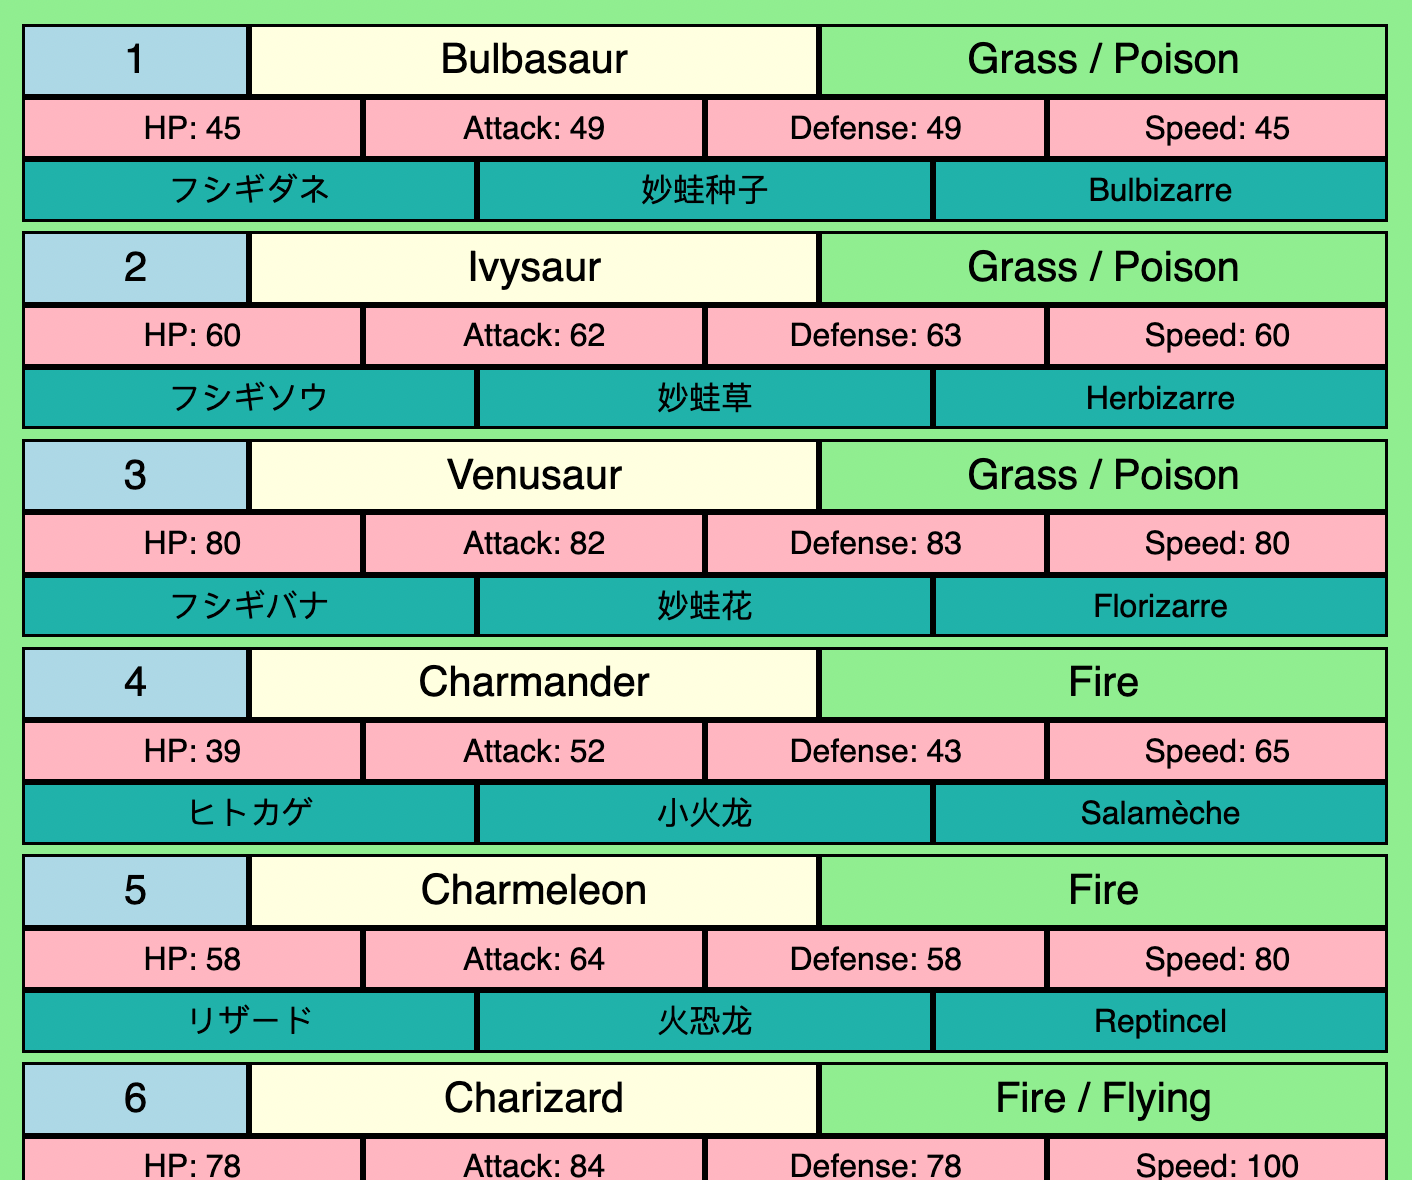 1 Bulbasaur Grass / Poison
HP: 45 Attack: 49 Defense: 49 Speed: 45
フシギダネ 妙蛙种子 Bulbizarre
2 Ivysaur Grass / Poison
HP: 60 Attack: 62 Defense: 63 Speed: 60
フシギソウ 妙蛙草 Herbizarre
3 Venusaur Grass / Poison
HP: 80 Attack: 82 Defense: 83 Speed: 80
フシギバナ 妙蛙花 Florizarre
4 Charmander Fire
HP: 39 Attack: 52 Defense: 43 Speed: 65
ヒトカゲ 小火龙 Salamèche
5 Charmeleon Fire
HP: 58 Attack: 64 Defense: 58 Speed: 80
リザード 火恐龙 Reptincel
6 Charizard Fire / Flying
HP: 78 Attack: 84 Defense: 78 Speed: 100